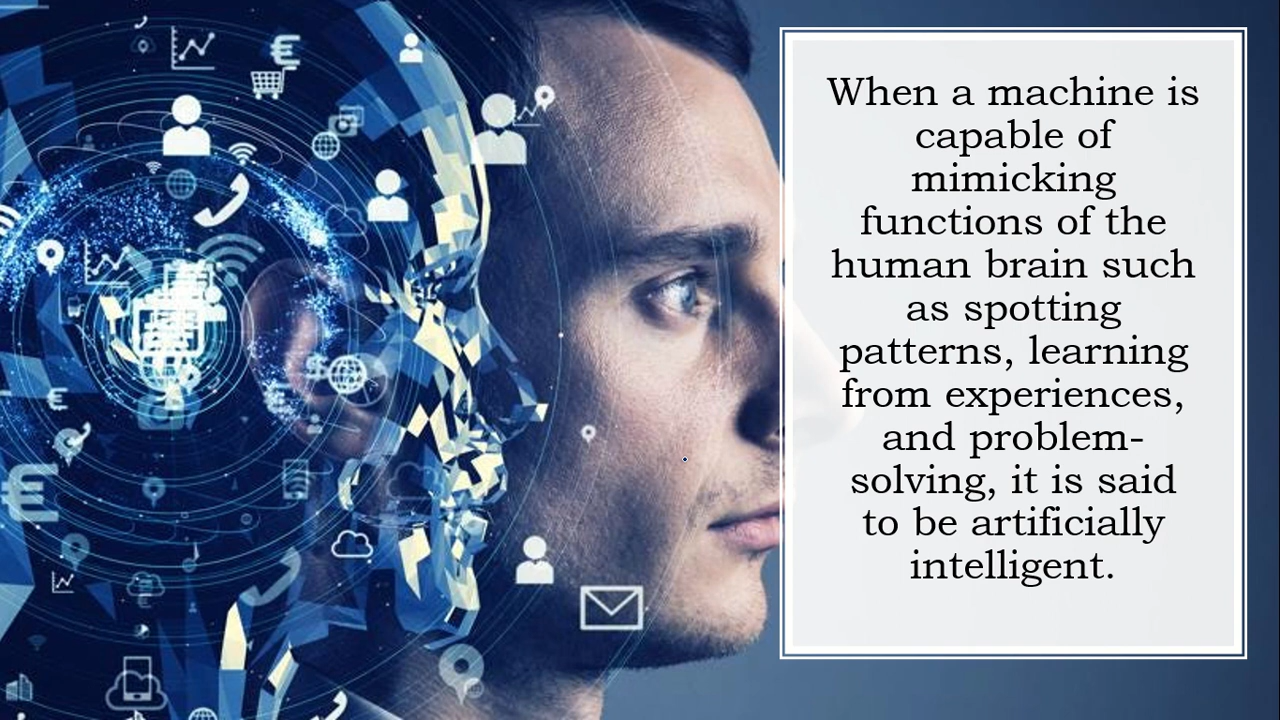 When a machine is
capable of
mimicking
functions of the
human brain such
as spotting
patterns, learning
from experiences,
and problem-
solving, it is said
to be artificially
intelligent.